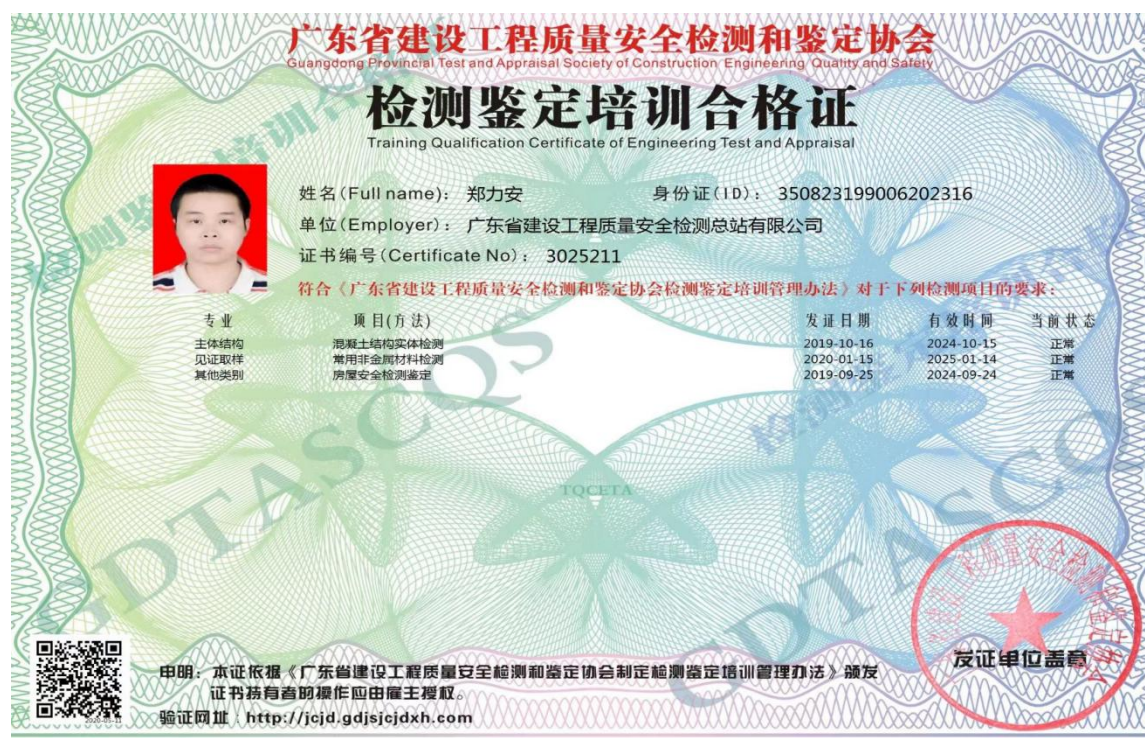 广东省建设工程质量安全检测和鉴定协会
Guangdong Provincial Test and Appraisal Society of Construction Engineering Quality and Safety
检测鉴定培训合格证
Training Qualification Certificate of Engineering Test and Appraisal
姓名(Full name)： 郑力安 身份证(ID)： 350823199006202316
单位(Employer)： 广东省建设工程质量安全检测总站有限公司
证书编号(Certificate No)： 3025211
符合《广东省建设工程质量安全检测和鉴定协会检测鉴定培训管理办法》对于下列检测项目的要求：
专业 项目(方法) 发证日期 有效时间 当前状态
主体结构 混凝土结构实体检测 2019-10-16 2024-10-15 正常
见证取样 常用非金属材料检测 2020-01-15 2025-01-14 正常
其他类别 房屋安全检测鉴定 2019-09-25 2024-09-24 正常
TQCETA
GDTASCQS
GDTASCQS
发证单位盖章
申明：本证依据《广东省建设工程质量安全检测和鉴定协会制定检测鉴定培训管理办法》颁发
证书持有者的操作应由雇主授权。
验证网址：http://jcjd.gdjsjcjdxh.com
2020-05-11